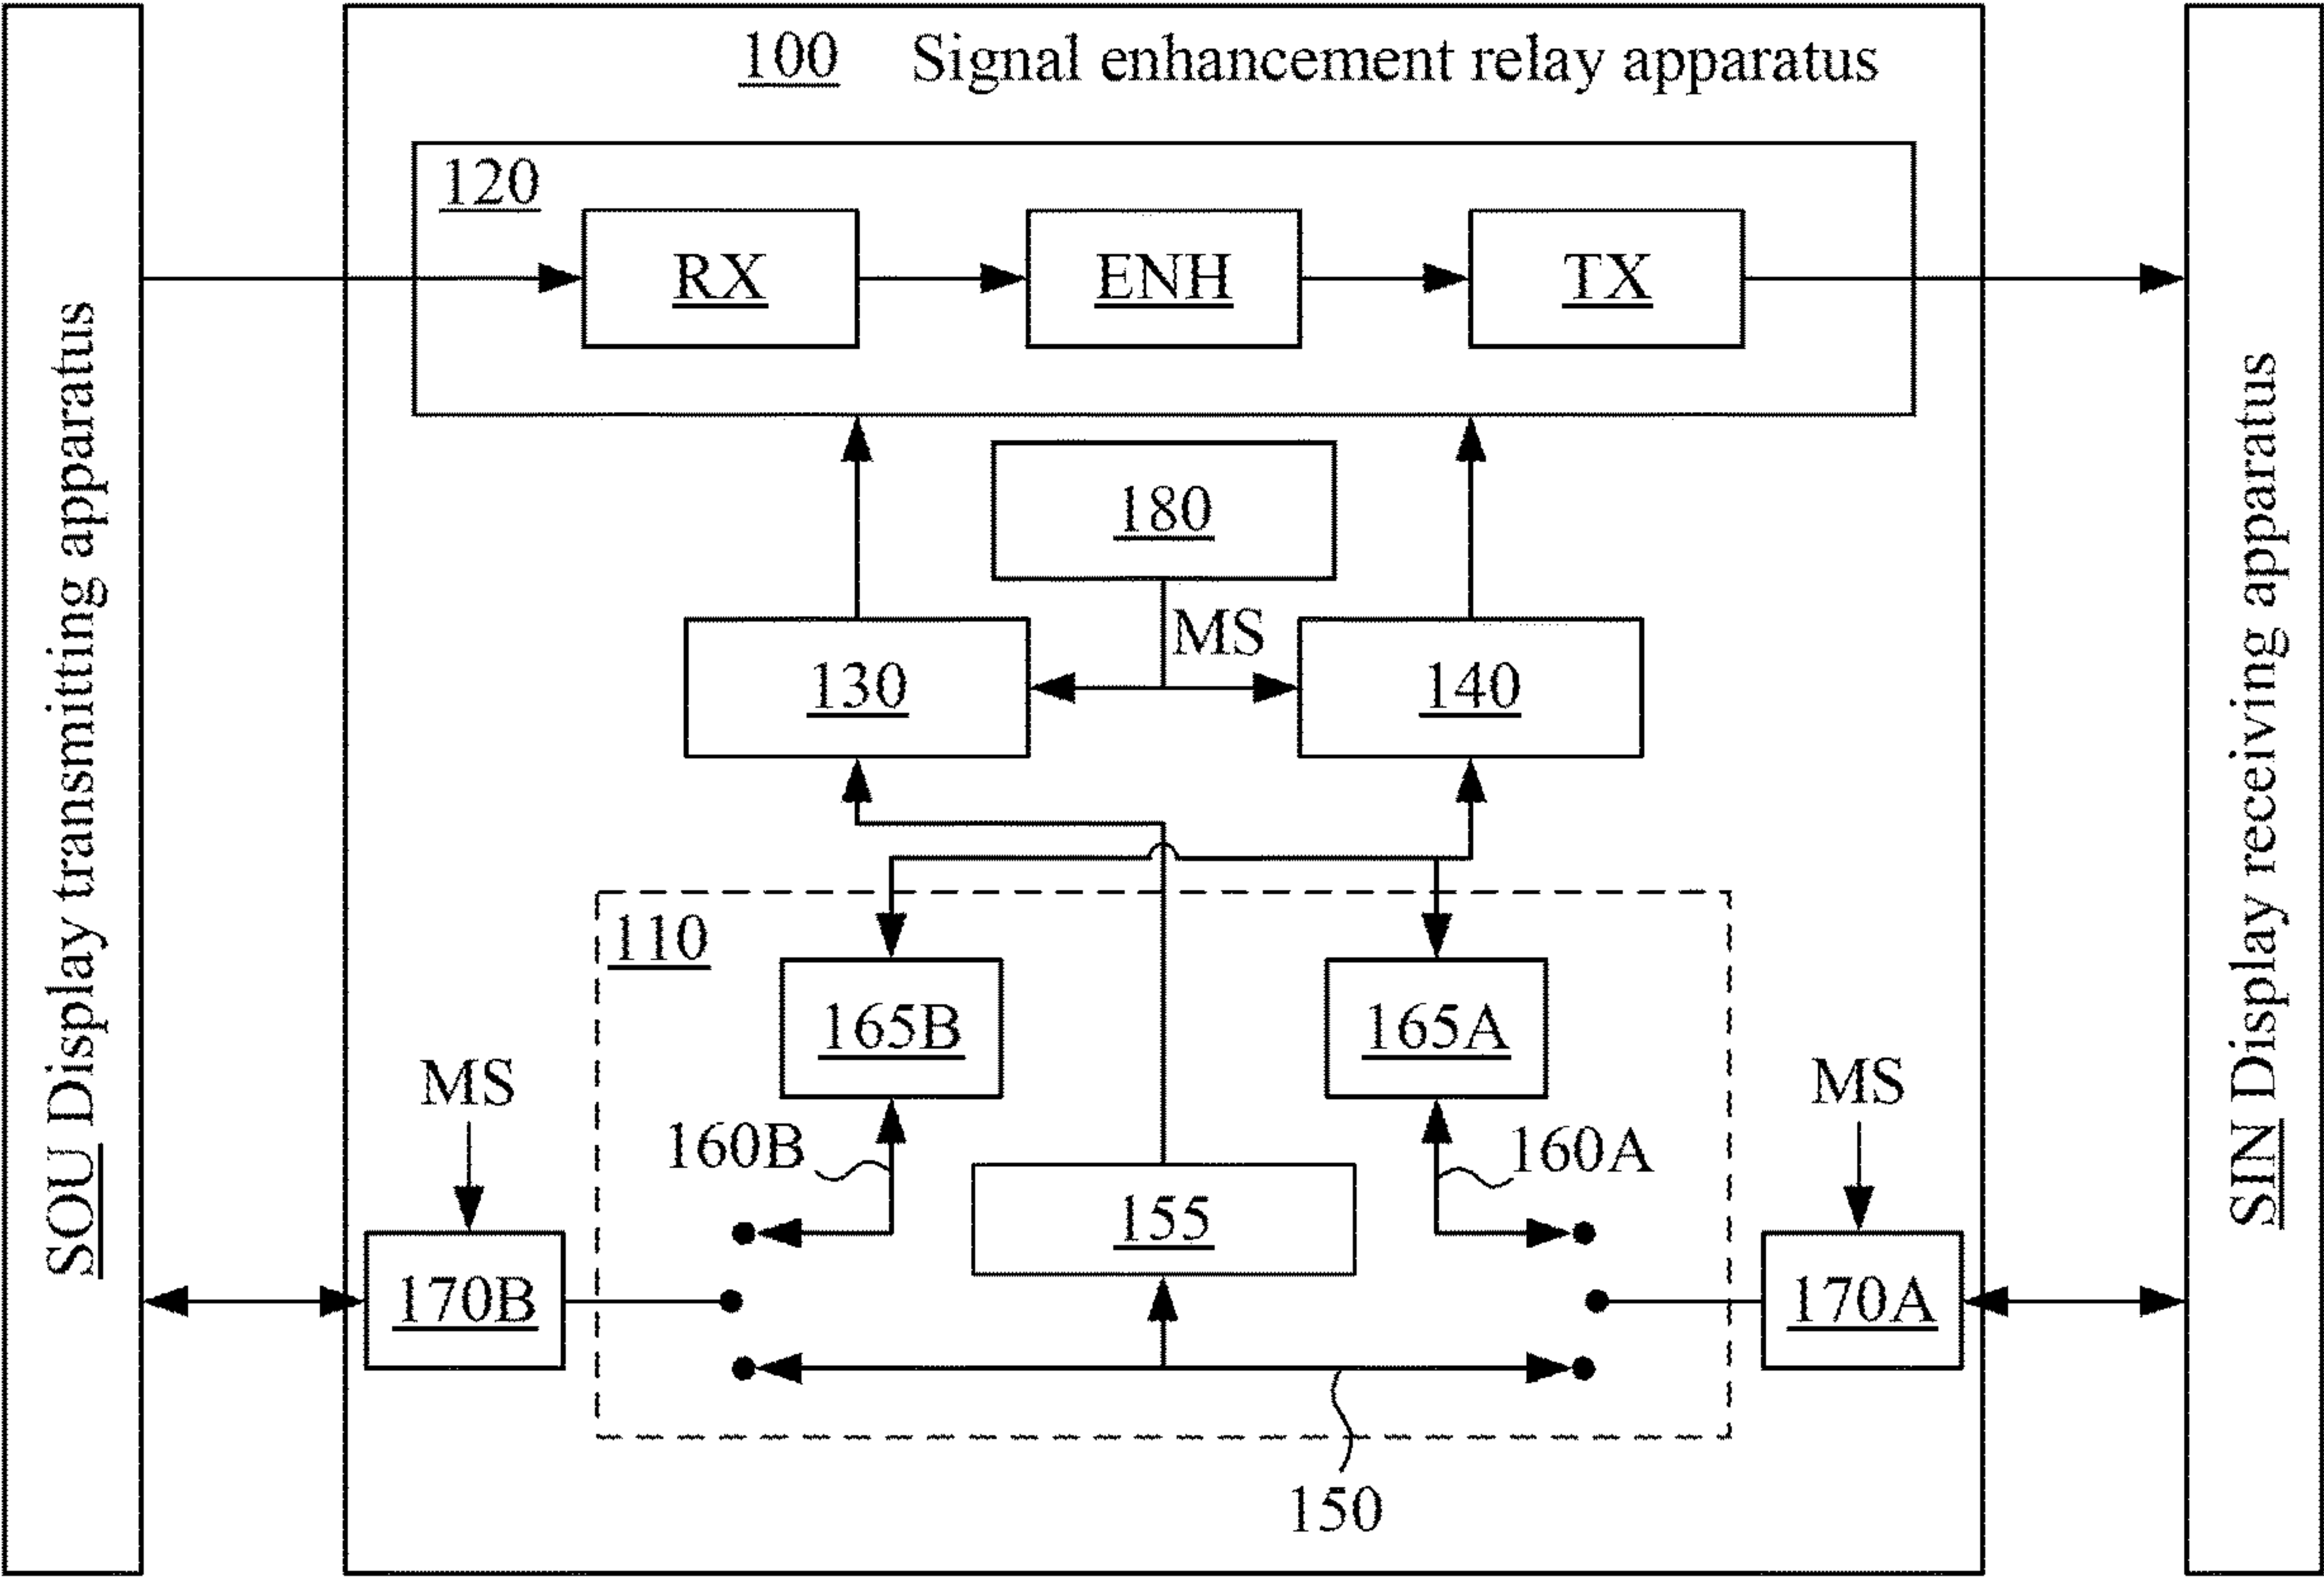 100 Signal enhancement relay apparatus
120
RX
ENH
TX
180
MS
130
140
110
165B
165A
MS
MS
160B
160A
155
170B
170A
150
SOU Display transmitting apparatus
SIN Display receiving apparatus